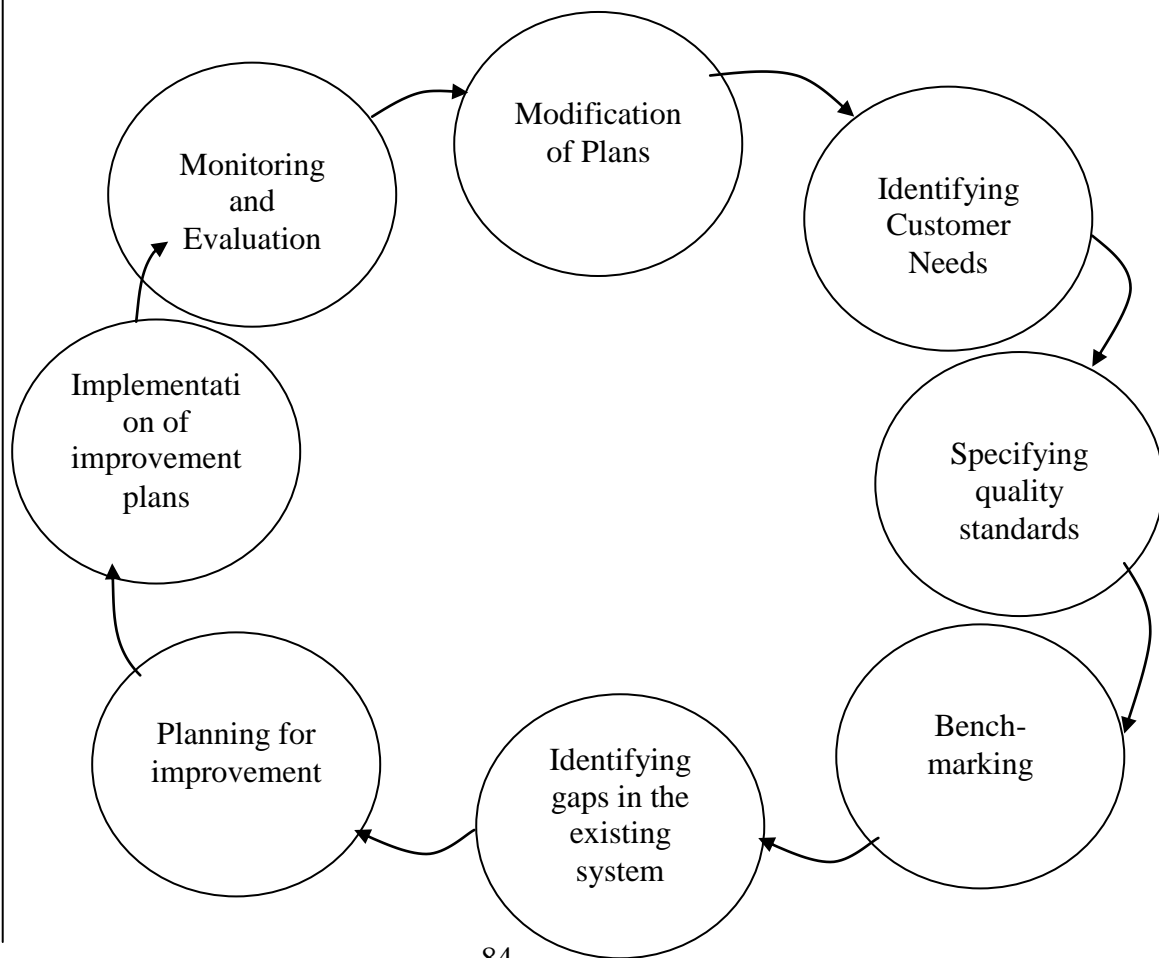 Modification
of Plans
Identifying
Customer
Needs
Specifying
quality
standards
Bench-
marking
Identifying
gaps in the
existing
system
Planning for
improvement
Implementati
on of
improvement
plans
Monitoring
and
Evaluation
84